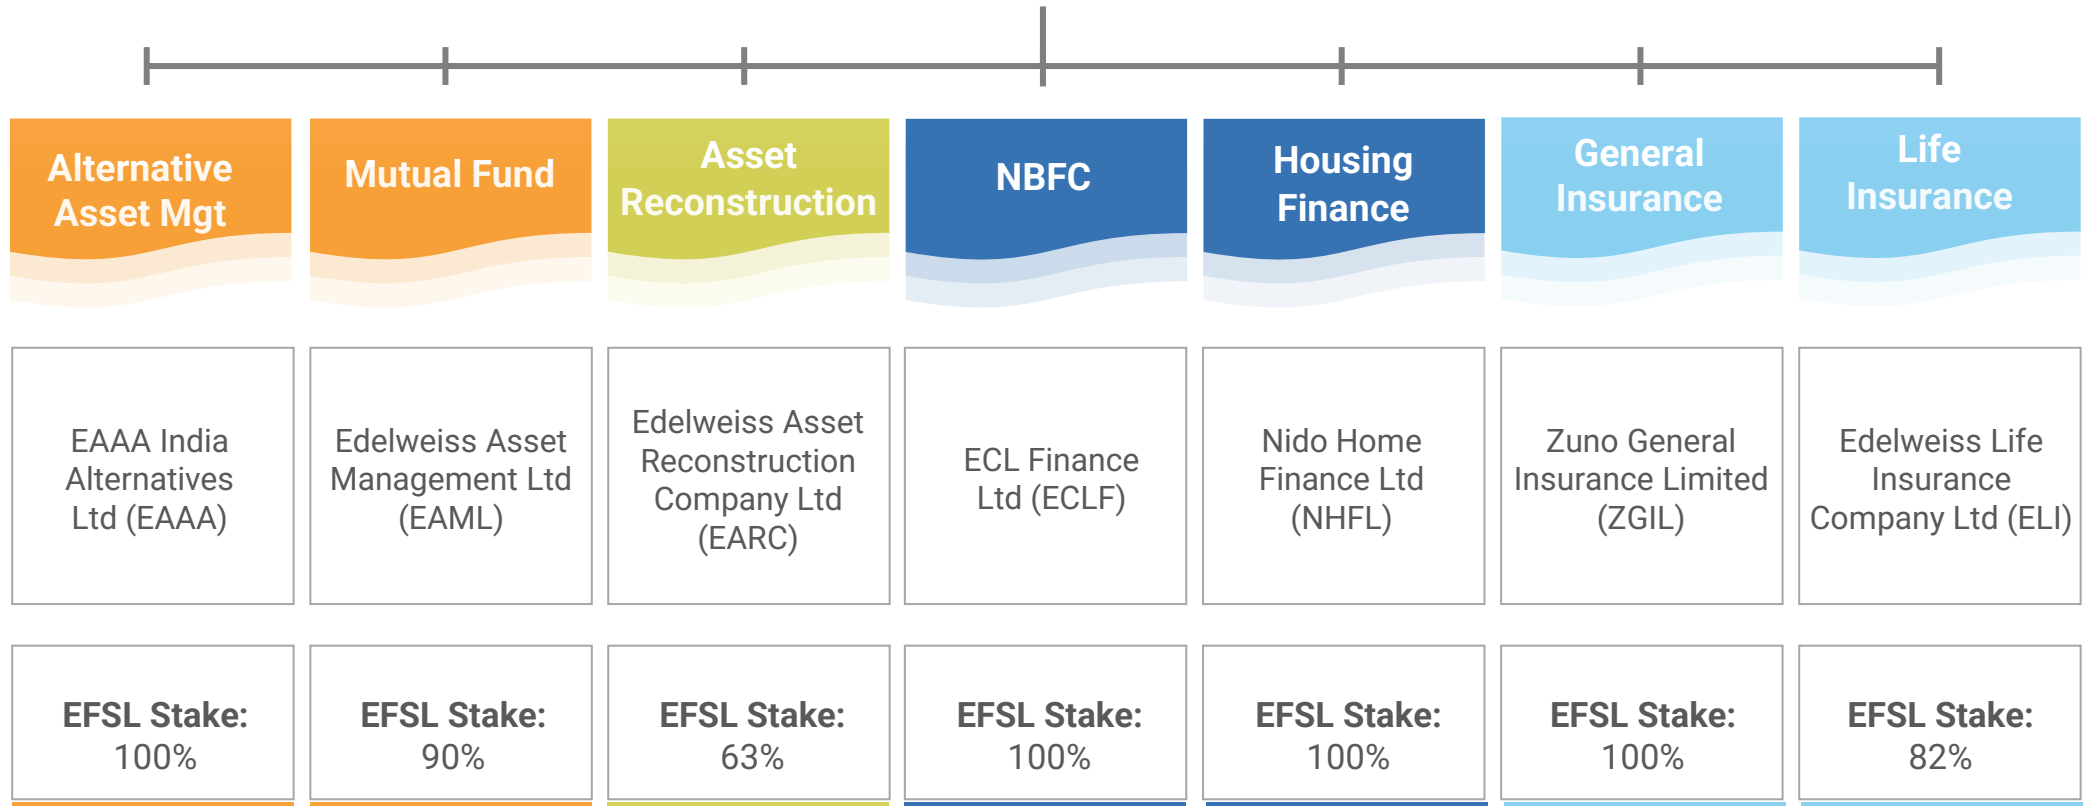 Alternative
Asset Mgt
Mutual Fund
Asset
Reconstruction
NBFC
Housing
Finance
General
Insurance
Life
Insurance
EAAA India
Alternatives
Ltd (EAAA)
Edelweiss Asset
Management Ltd
(EAML)
Edelweiss Asset
Reconstruction
Company Ltd
(EARC)
ECL Finance
Ltd (ECLF)
Nido Home
Finance Ltd
(NHFL)
Zuno General
Insurance Limited
(ZGIL)
Edelweiss Life
Insurance
Company Ltd (ELI)
EFSL Stake:
100%
EFSL Stake:
90%
EFSL Stake:
63%
EFSL Stake:
100%
EFSL Stake:
100%
EFSL Stake:
100%
EFSL Stake:
82%